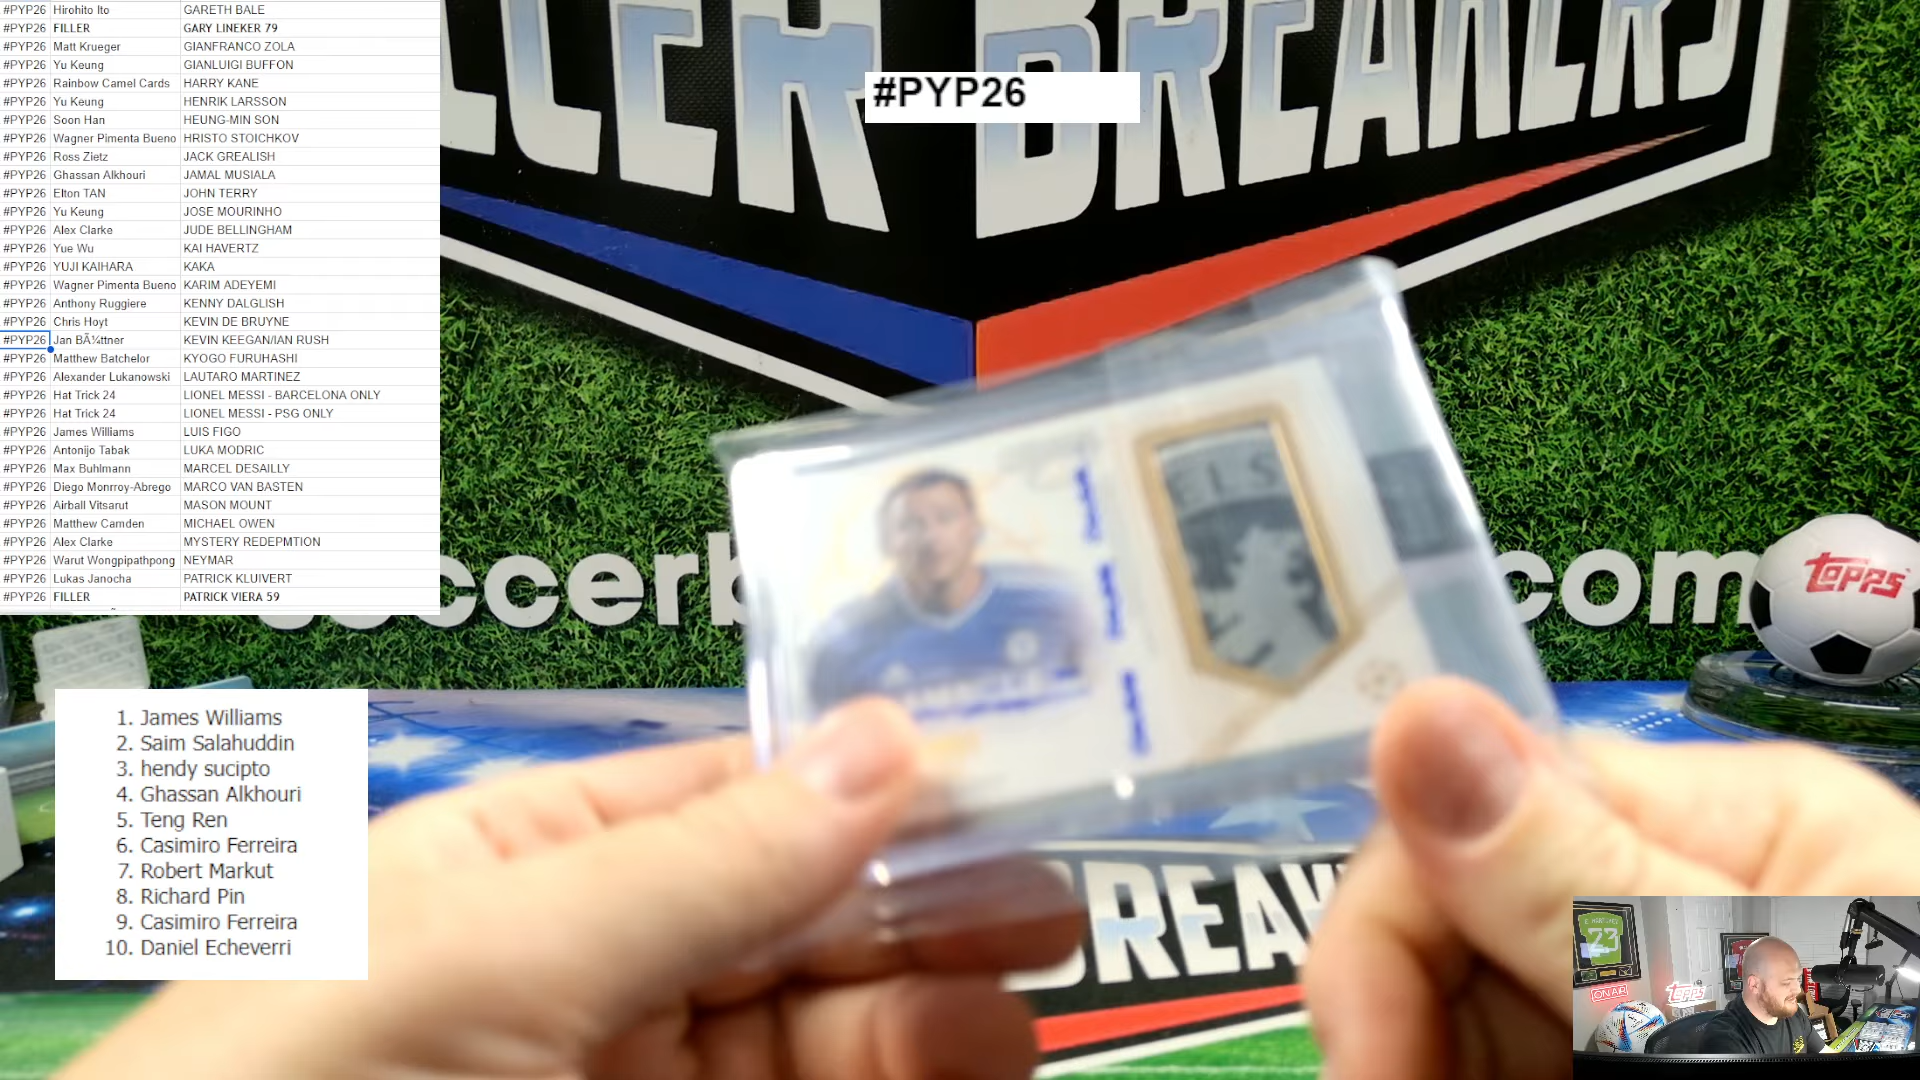 #PYP26 Hirohito Ito GARETH BALE
#PYP26 FILLER GARY LINEKER 79
#PYP26 Matt Krueger GIANFRANCO ZOLA
#PYP26 Yu Keung GIANLUIGI BUFFON
#PYP26 Rainbow Camel Cards HARRY KANE
#PYP26 Yu Keung HENRIK LARSSON
#PYP26 Soon Han HEUNG-MIN SON
#PYP26 Wagner Pimenta Bueno HRISTO STOICHKOV
#PYP26 Ross Zietz JACK GREALISH
#PYP26 Ghassan Alkhouri JAMAL MUSIALA
#PYP26 Elton TAN JOHN TERRY
#PYP26 Yu Keung JOSE MOURINHO
#PYP26 Alex Clarke JUDE BELLINGHAM
#PYP26 Yue Wu KAI HAVERTZ
#PYP26 YUJI KAIHARA KAKA
#PYP26 Wagner Pimenta Bueno KARIM ADEYEMI
#PYP26 Anthony Ruggiere KENNY DALGLISH
#PYP26 Chris Hoyt KEVIN DE BRUYNE
#PYP26 Jan BÃ¼ttner KEVIN KEEGAN/IAN RUSH
#PYP26 Matthew Batchelor KYOGO FURUHASHI
#PYP26 Alexander Lukanowski LAUTARO MARTINEZ
#PYP26 Hat Trick 24 LIONEL MESSI - BARCELONA ONLY
#PYP26 Hat Trick 24 LIONEL MESSI - PSG ONLY
#PYP26 James Williams LUIS FIGO
#PYP26 Antonijo Tabak LUKA MODRIC
#PYP26 Max Buhlmann MARCEL DESAILLY
#PYP26 Diego Monrroy-Abrego MARCO VAN BASTEN
#PYP26 Airball Vitsarut MASON MOUNT
#PYP26 Matthew Camden MICHAEL OWEN
#PYP26 Alex Clarke MYSTERY REDEPMTION
#PYP26 Warut Wongpipathpong NEYMAR
#PYP26 Lukas Janocha PATRICK KLUIVERT
#PYP26 FILLER PATRICK VIERA 59
#PYP26
LLER BREAKERS
ELS
ccerb
com
topps
1. James Williams
2. Saim Salahuddin
3. hendy sucipto
4. Ghassan Alkhouri
5. Teng Ren
6. Casimiro Ferreira
7. Robert Markut
8. Richard Pin
9. Casimiro Ferreira
10. Daniel Echeverri
BREA
23
ON AIR
topps